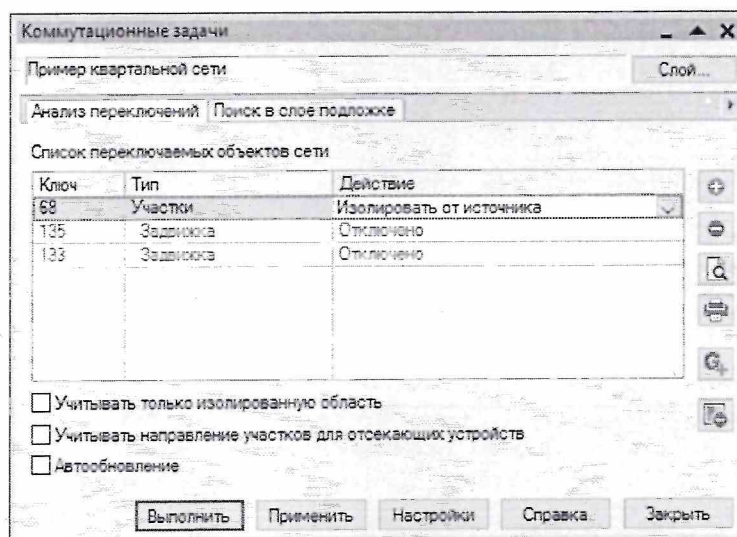 Коммутационные задачи
Пример квартальной сети
Слой...
Анализ переключений Поиск в слое подложке
Список переключаемых объектов сети
Ключ Тип Действие
68 Участки Изолировать от источника
135 Задвижка Отключено
133 Задвижка Отключено
Учитывать только изолированную область
Учитывать направление участков для отсекающих устройств
Автообновление
Выполнить Применить Настройки Справка... Закрыть